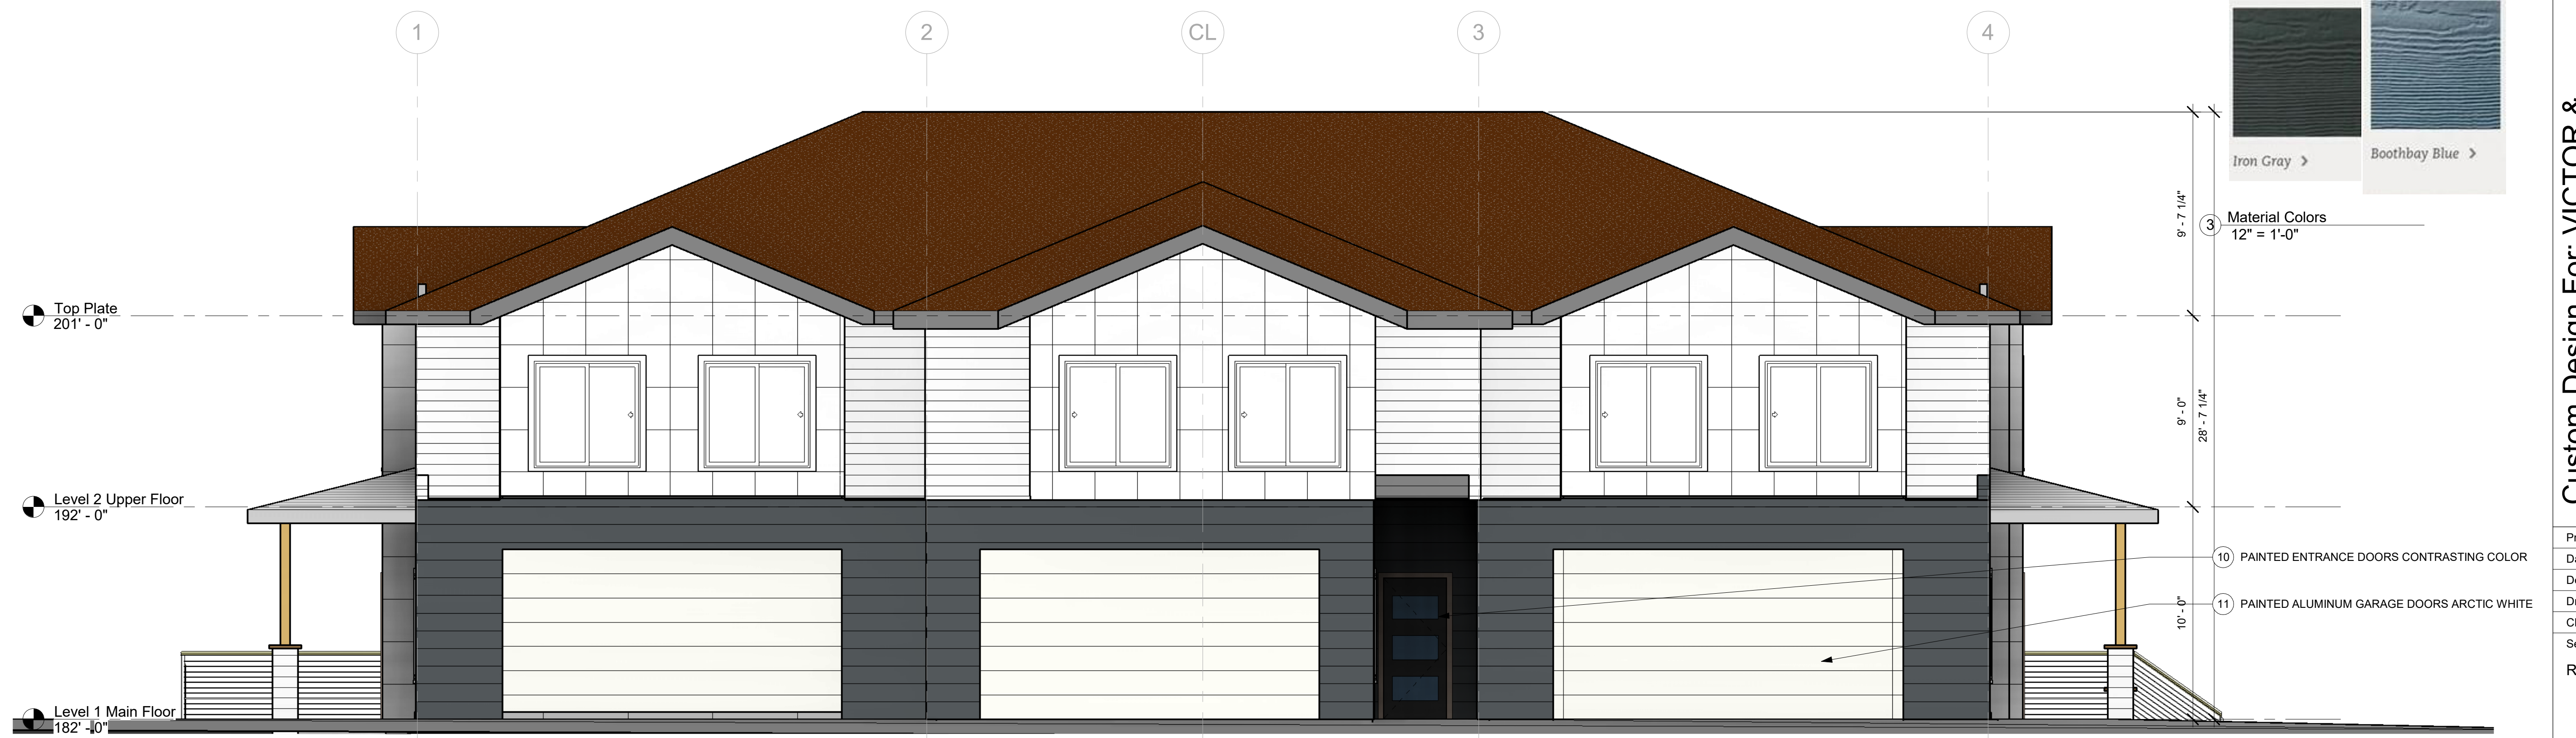 1
2
CL
3
4
Iron Gray >
Boothbay Blue >
3 Material Colors
12" = 1'-0"
9' - 7 1/4"
Top Plate
201' - 0"
9' - 0"
28' - 7 1/4"
Level 2 Upper Floor
192' - 0"
10 PAINTED ENTRANCE DOORS CONTRASTING COLOR
11 PAINTED ALUMINUM GARAGE DOORS ARCTIC WHITE
10' - 0"
Level 1 Main Floor
182' - 0"
Custom Design For: VICTOR &